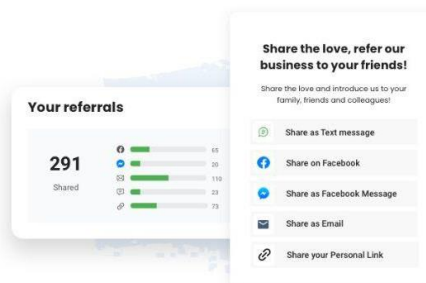 Your referrals
291
Shared
65
20
110
23
73
Share the love, refer our
business to your friends!
Share the love and introduce us to your
family, friends and colleagues!
Share as Text message
Share on Facebook
Share as Facebook Message
Share as Email
Share your Personal Link